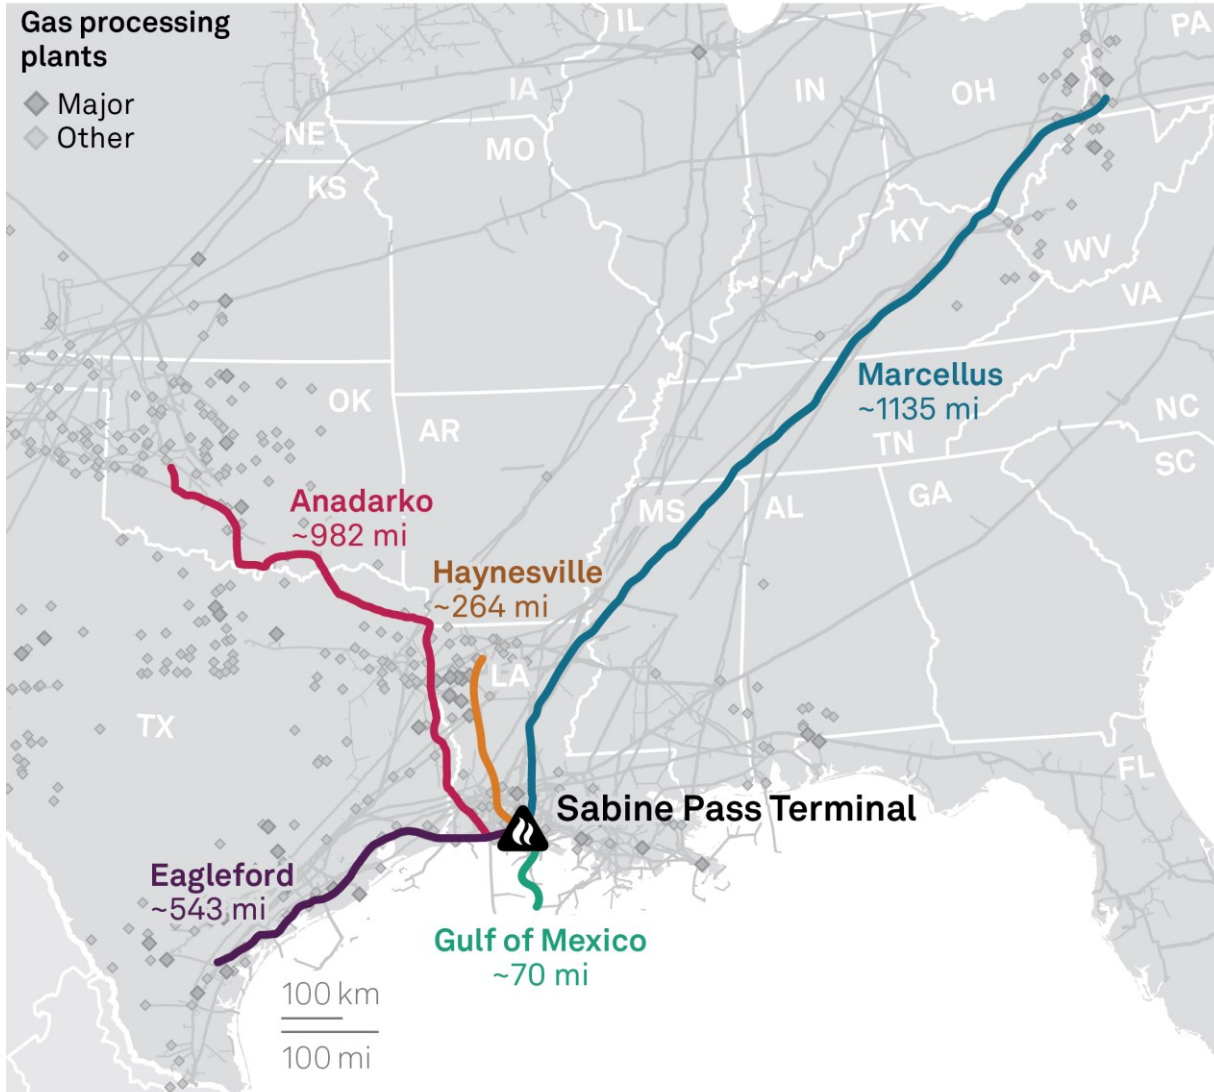 Gas processing
plants
Major
Other
IL
PA
IA
IN
OH
NE
MO
KS
KY
WV
VA
Marcellus
~1135 mi
OK
AR
NC
TN
SC
Anadarko
~982 mi
MS
AL
GA
Haynesville
~264 mi
LA
TX
FL
Sabine Pass Terminal
Eagleford
~543 mi
Gulf of Mexico
~70 mi
100 km
100 mi